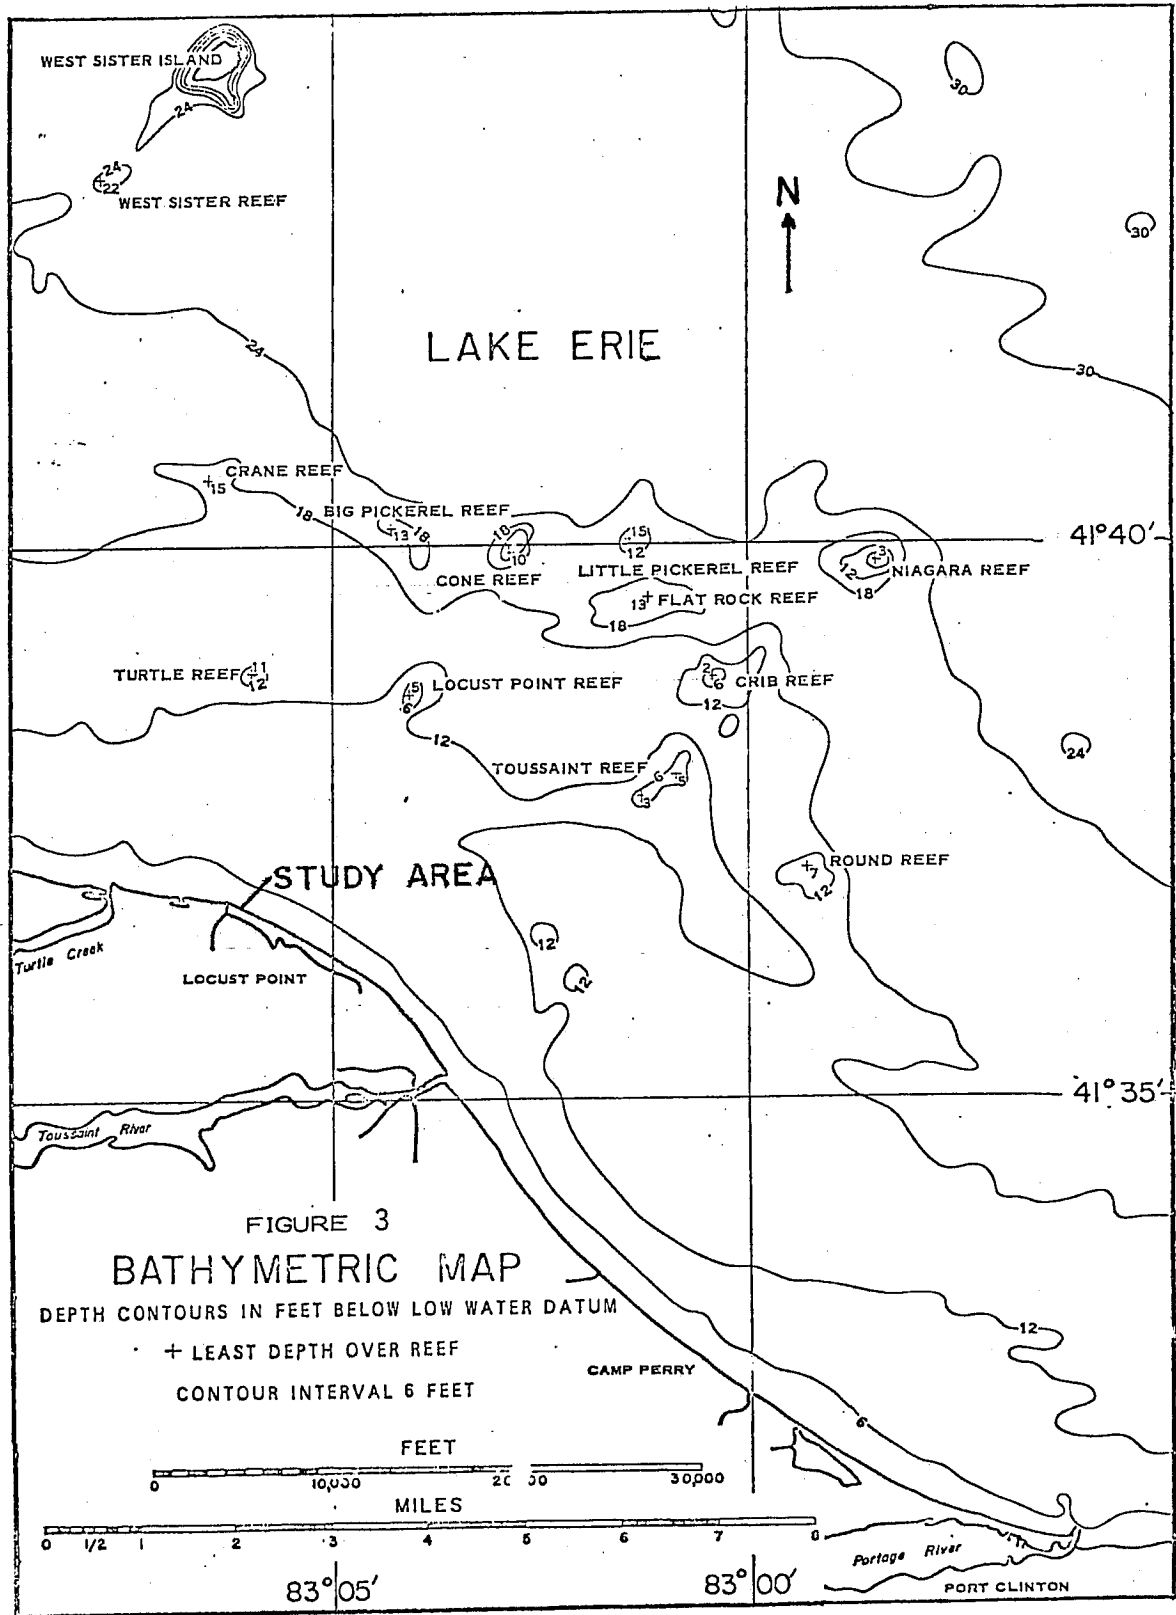 WEST SISTER ISLAND
24
30
24
22
WEST SISTER REEF
N
30
24
LAKE ERIE
30
CRANE REEF
15
18
BIG PICKEREL REEF
13
18
18
10
CONE REEF
15
12
LITTLE PICKEREL REEF
41°40'
3
12
NIAGARA REEF
18
13 FLAT ROCK REEF
18
TURTLE REEF
11
12
5
LOCUST POINT REEF
6
2
6
CRIB REEF
12
12
24
TOUSSAINT REEF
6
5
3
ROUND REEF
7
12
STUDY AREA
12
12
Turtle Creek
LOCUST POINT
41°35'
Toussaint River
FIGURE 3
BATHYMETRIC MAP
DEPTH CONTOURS IN FEET BELOW LOW WATER DATUM
+ LEAST DEPTH OVER REEF
CONTOUR INTERVAL 6 FEET
12
CAMP PERRY
6
FEET
0 10,000 30,000
MILES
0 1/2 1 2 3 4 5 6 7 8
Portage River
PORT CLINTON
83°05' 83°00'